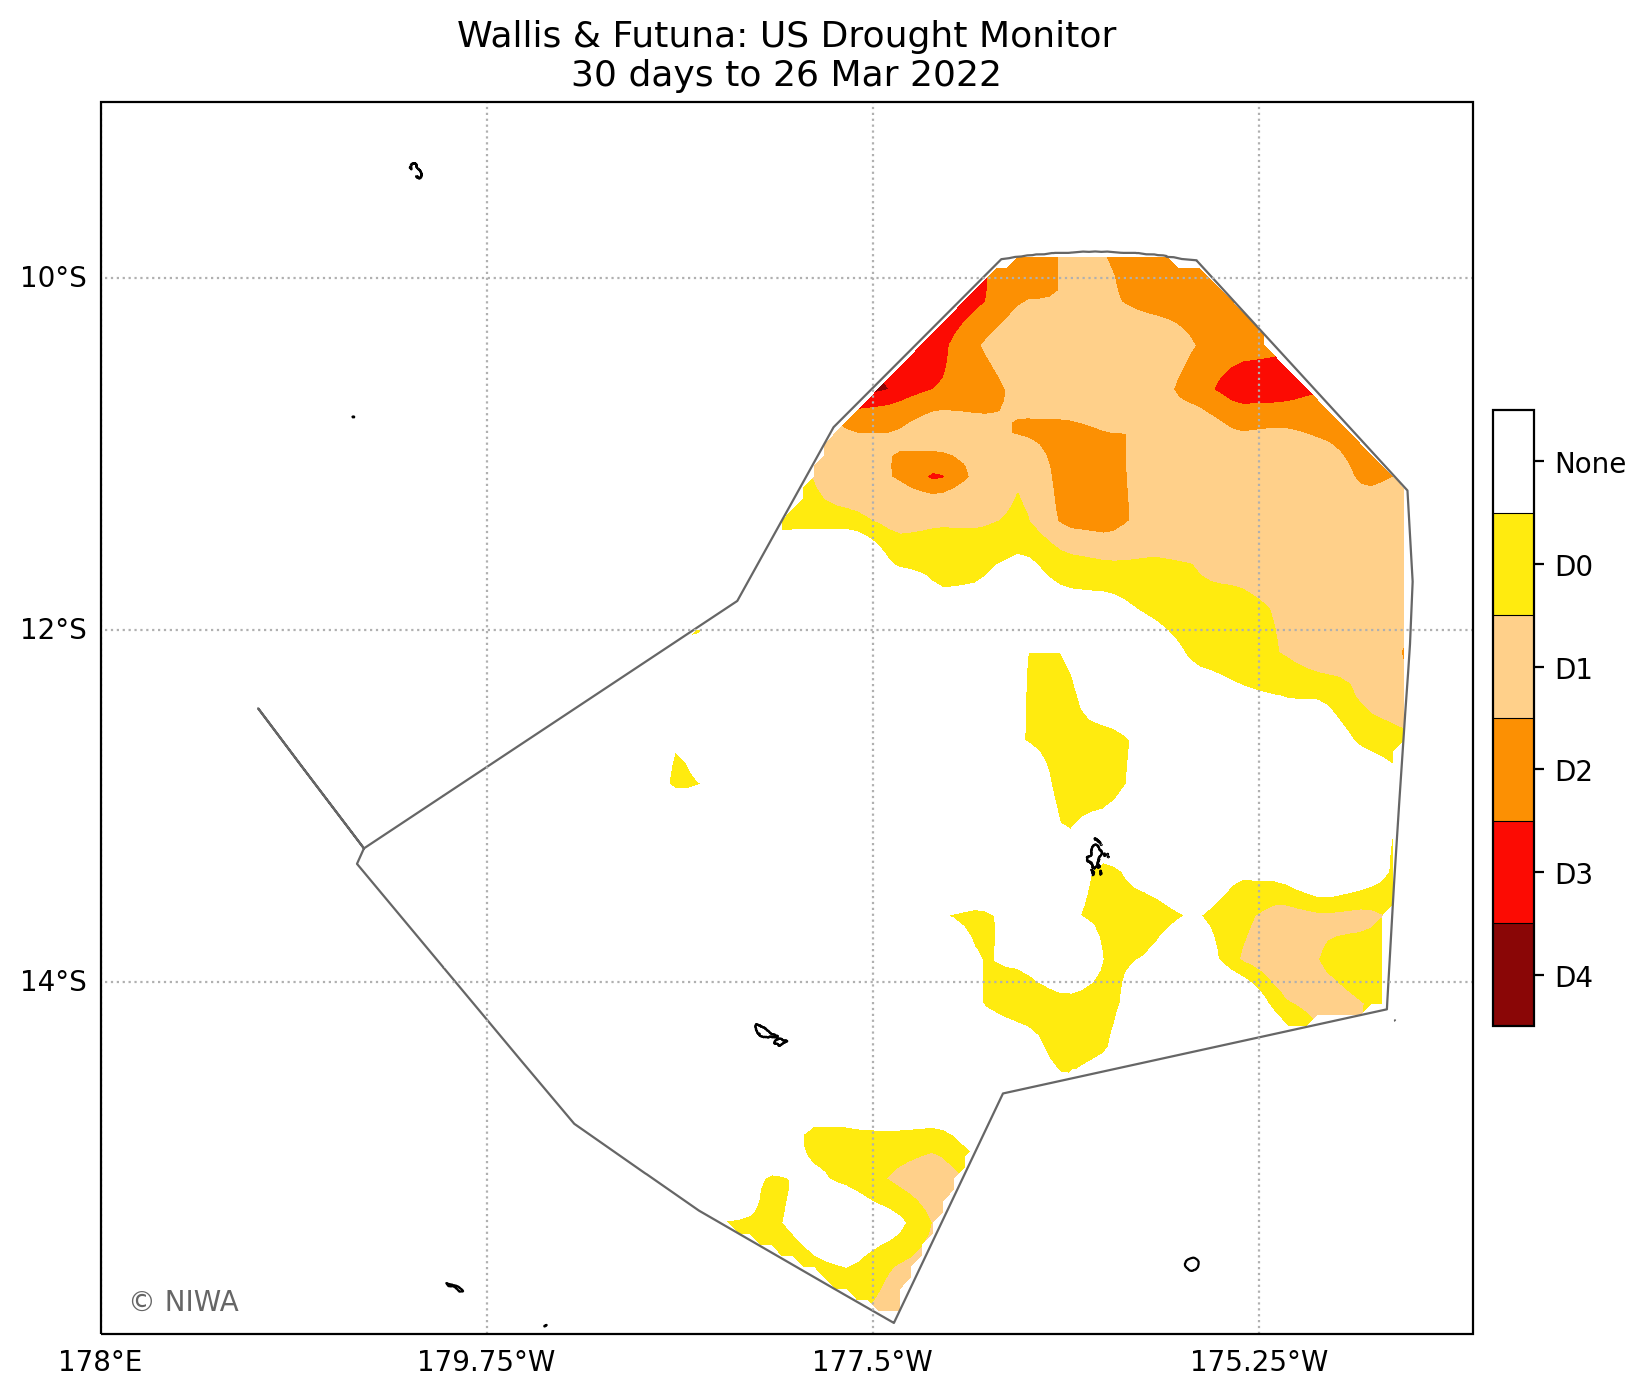 Wallis & Futuna: US Drought Monitor
30 days to 26 Mar 2022
10°S
12°S
14°S
178°E
179.75°W
177.5°W
175.25°W
None
D0
D1
D2
D3
D4
© NIWA